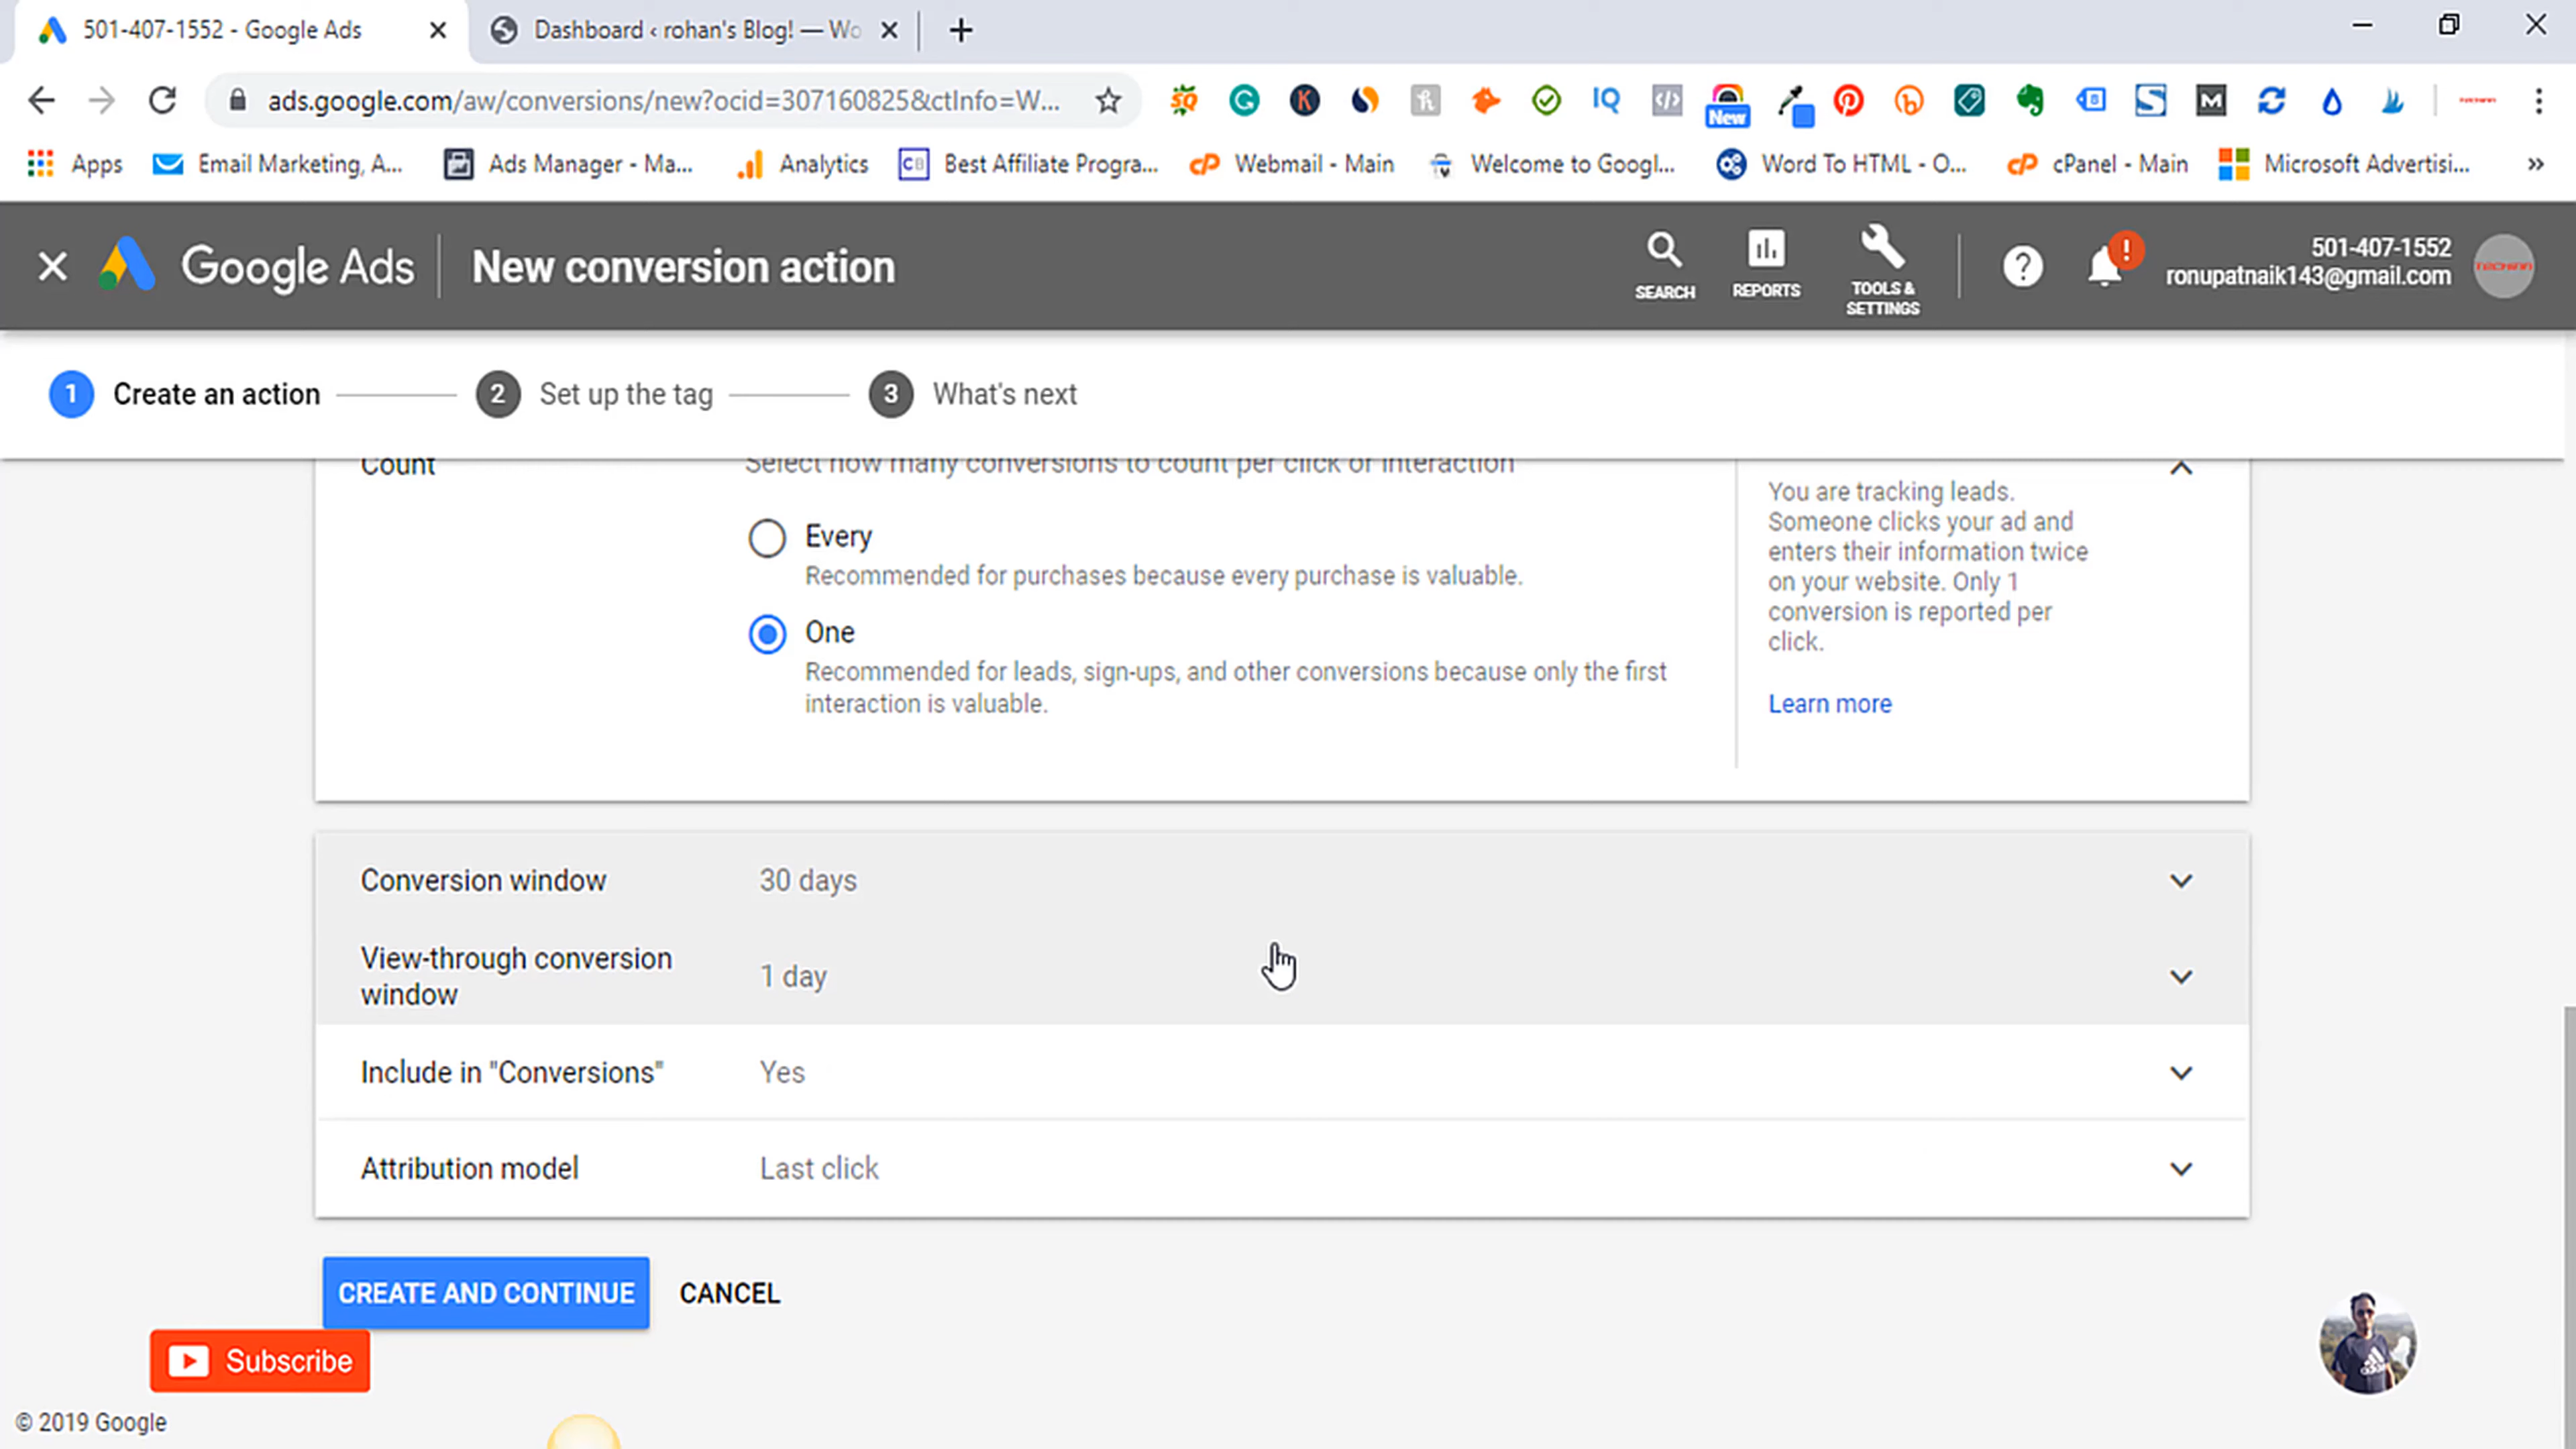 501-407-1552 - Google Ads
Dashboard ‹ rohan's Blog! — Wo
ads.google.com/aw/conversions/new?ocid=307160825&ctInfo=W...
New
Apps
Email Marketing, A...
Ads Manager - Ma...
Analytics
Best Affiliate Progra...
Webmail - Main
Welcome to Googl...
Word To HTML - O...
cPanel - Main
Microsoft Advertisi...
Google Ads
New conversion action
SEARCH
REPORTS
TOOLS &
SETTINGS
501-407-1552
ronupatnaik143@gmail.com
1 Create an action
2 Set up the tag
3 What's next
Count
Select how many conversions to count per click or interaction
Every
Recommended for purchases because every purchase is valuable.
One
Recommended for leads, sign-ups, and other conversions because only the first
interaction is valuable.
You are tracking leads.
Someone clicks your ad and
enters their information twice
on your website. Only 1
conversion is reported per
click.
Learn more
Conversion window
30 days
View-through conversion
window
1 day
Include in "Conversions"
Yes
Attribution model
Last click
CREATE AND CONTINUE
CANCEL
Subscribe
© 2019 Google